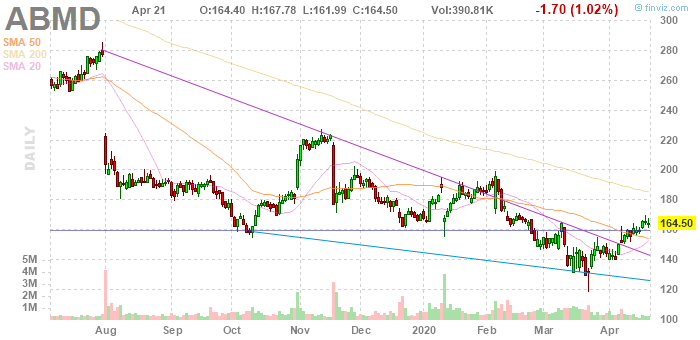 ABMD Apr 21 O:164.40 H:167.78 L:161.99 C:164.50 Vol:390.81K -1.70 (1.02%)
© finviz.com
SMA 50
SMA 200
SMA 20
DAILY
300
280
260
240
220
200
180
164.50
160
140
120
100
5M
4M
3M
2M
1M
Aug Sep Oct Nov Dec 2020 Feb Mar Apr